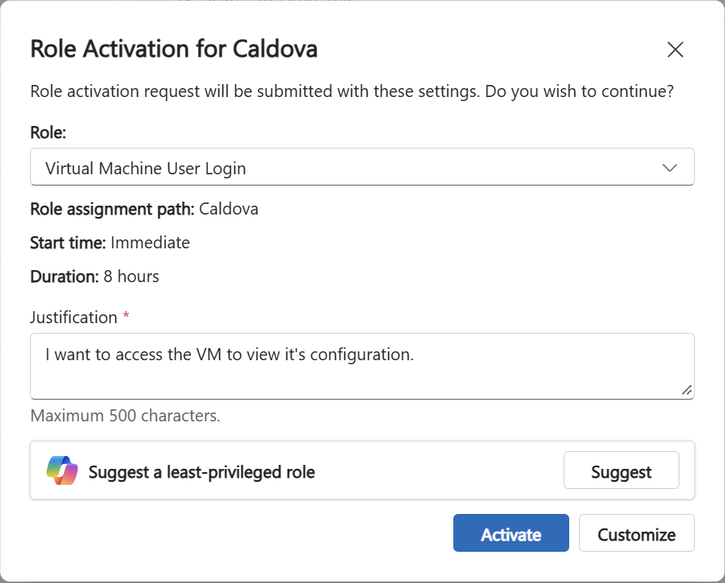 Role Activation for Caldova
Role activation request will be submitted with these settings. Do you wish to continue?
Role:
Virtual Machine User Login
Role assignment path: Caldova
Start time: Immediate
Duration: 8 hours
Justification *
I want to access the VM to view it's configuration.
Maximum 500 characters.
Suggest a least-privileged role
Suggest
Activate
Customize